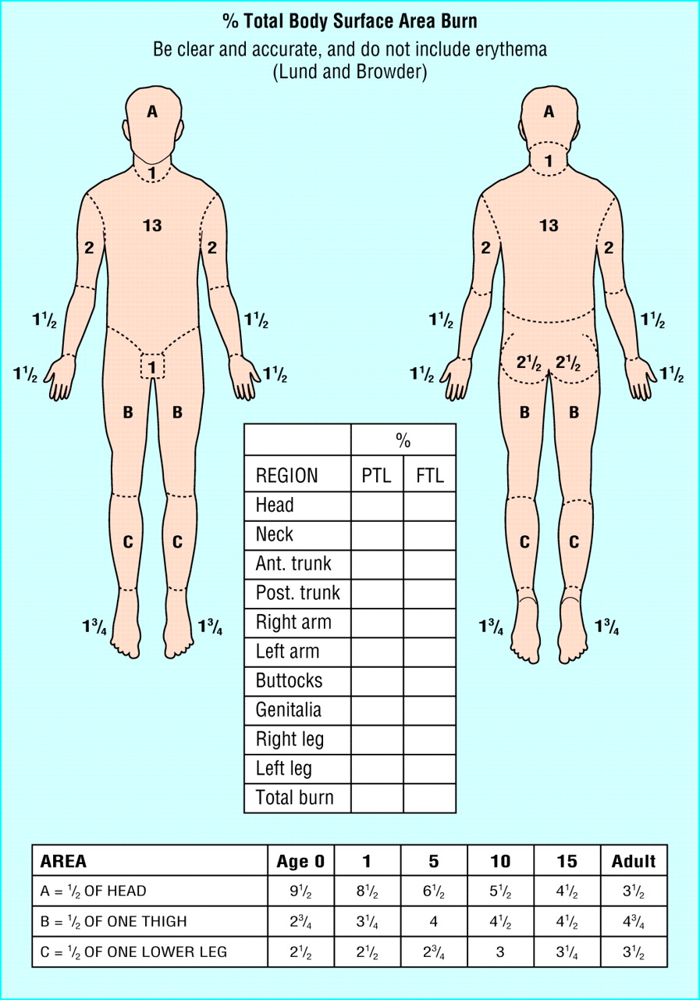 % Total Body Surface Area Burn
Be clear and accurate, and do not include erythema
(Lund and Browder)
A A
1 1
13 13
2 2 2 2
1½ 1½ 1½ 1½
1½ 1 1½ 1½ 2½ 2½ 1½
B B B B
C C C C
1¾ 1¾ 1¾ 1¾
%
REGION PTL FTL
Head
Neck
Ant. trunk
Post. trunk
Right arm
Left arm
Buttocks
Genitalia
Right leg
Left leg
Total burn
AREA Age 0 1 5 10 15 Adult
A = ½ OF HEAD 9½ 8½ 6½ 5½ 4½ 3½
B = ½ OF ONE THIGH 2¾ 3¼ 4 4½ 4½ 4¾
C = ½ OF ONE LOWER LEG 2½ 2½ 2¾ 3 3¼ 3½